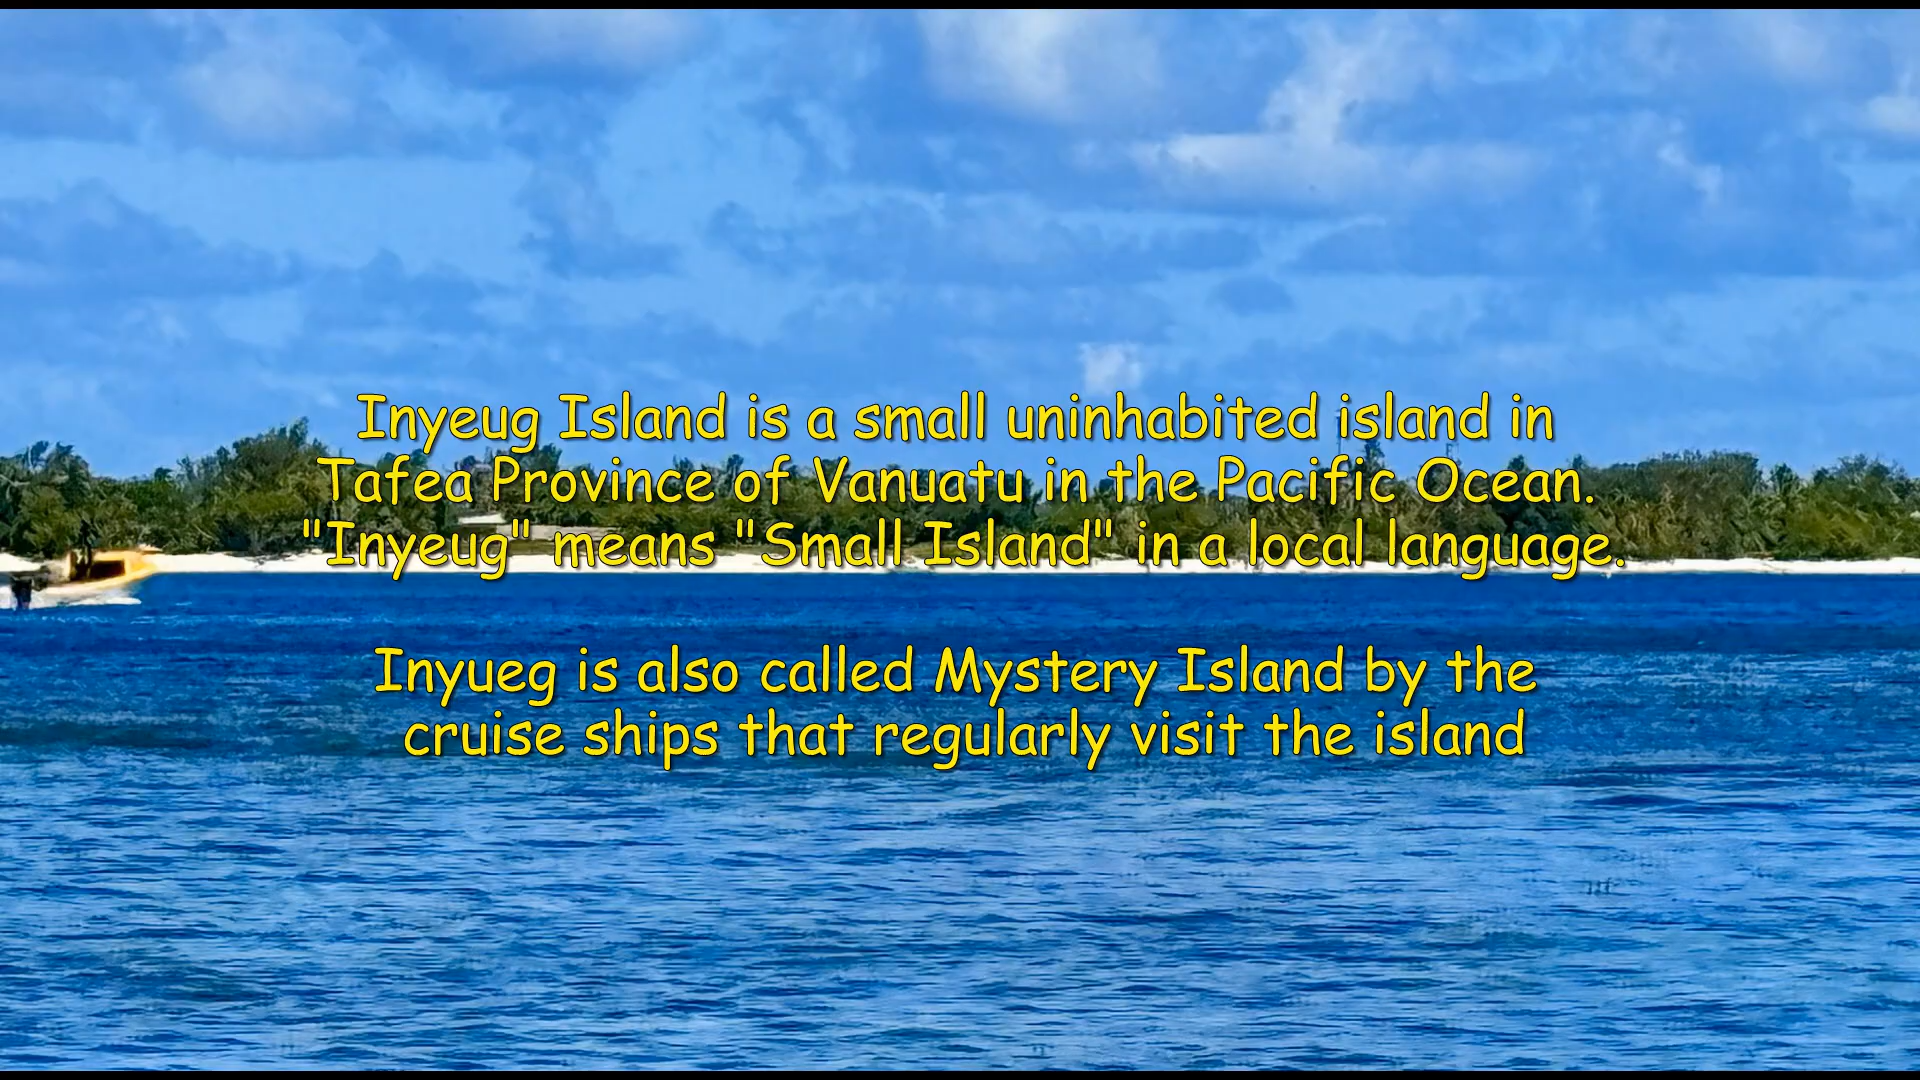 Inyeug Island is a small uninhabited island in
Tafea Province of Vanuatu in the Pacific Ocean.
"Inyeug" means "Small Island" in a local language.
Inyueg is also called Mystery Island by the
cruise ships that regularly visit the island